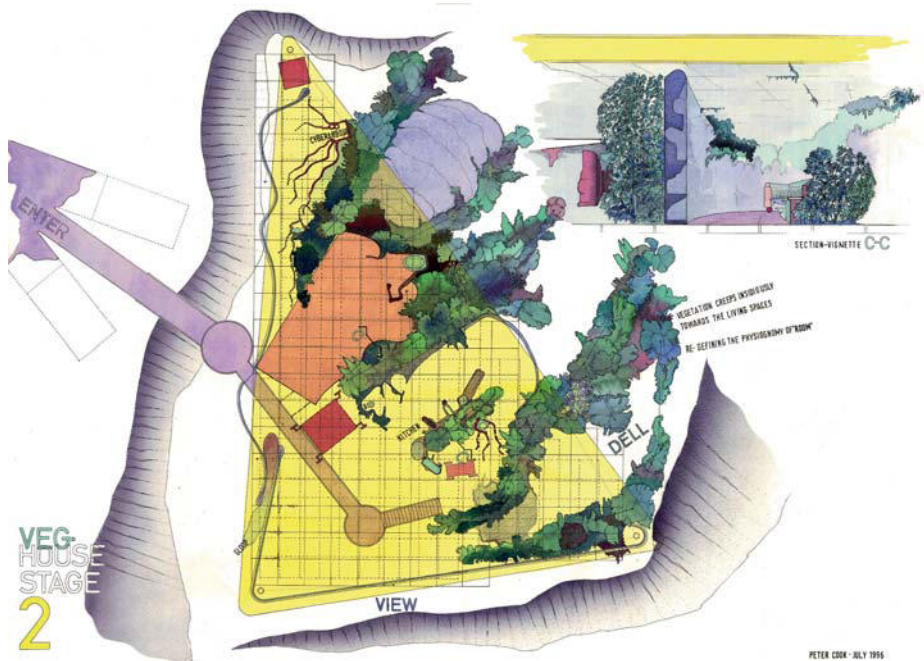 ENTER
KITCHEN
SECTION-VIGNETTE C-C
VEGETATION CREEPS INSIDIOUSLY
TOWARDS THE LIVING SPACES
RE-DEFINING THE PHYSIOGNOMY OF "ROOM"
DELL
VIEW
VEG-
HOUSE
STAGE
2
PETER COOK - JULY 1996